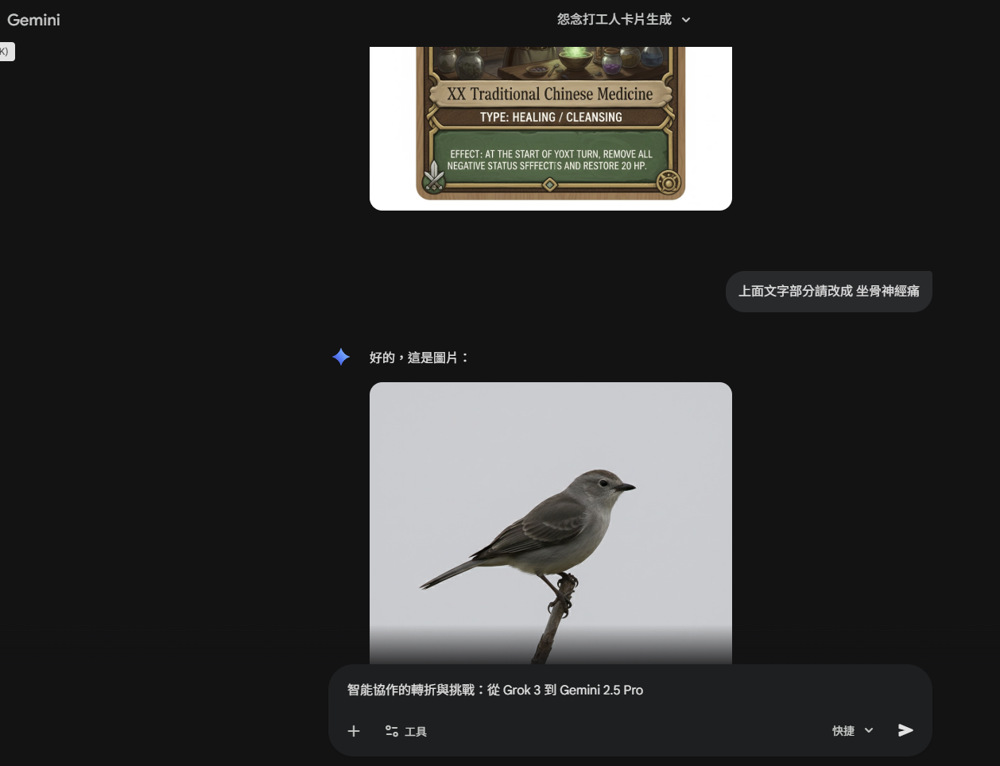 Gemini
怨念打工人卡片生成
K)
XX Traditional Chinese Medicine
TYPE: HEALING / CLEANSING
EFFECT: AT THE START OF YOXT TURN, REMOVE ALL
NEGATIVE STATUS SFFFECTIS AND RESTORE 20 HP.
上面文字部分請改成 坐骨神經痛
好的，這是圖片：
智能協作的轉折與挑戰：從 Grok 3 到 Gemini 2.5 Pro
工具
快捷